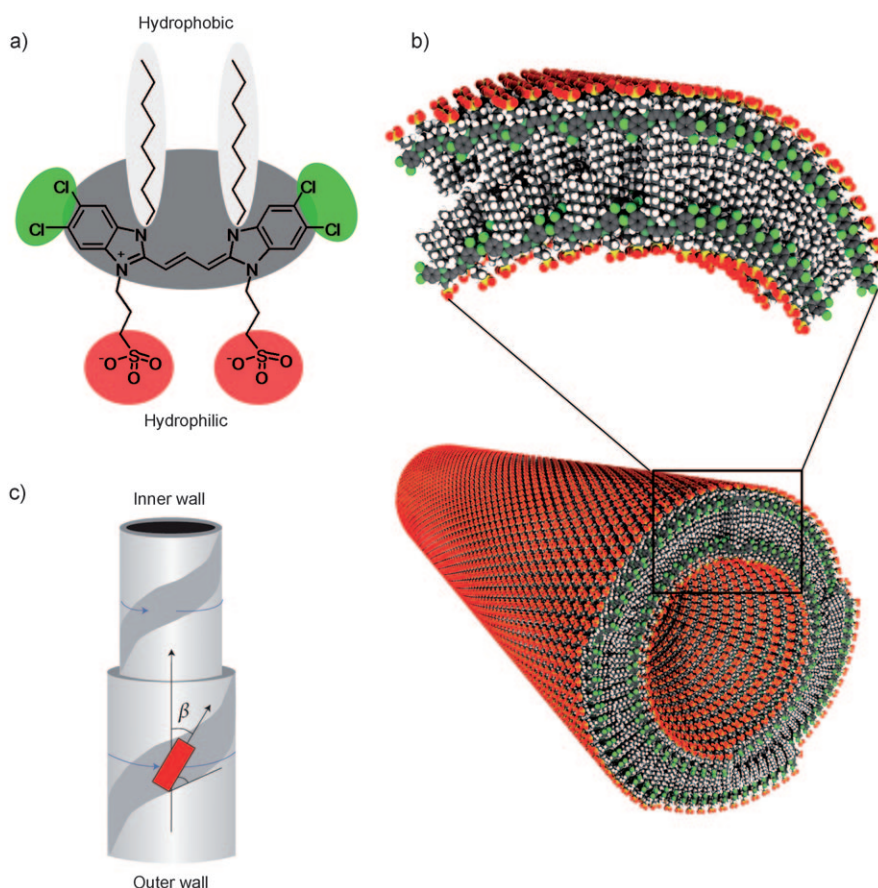 a)
Hydrophobic
b)
Cl
Cl
Cl
Cl
N
N
N
+
N
-O
S
O
O
-O
S
O
O
Hydrophilic
c)
Inner wall
β
Outer wall